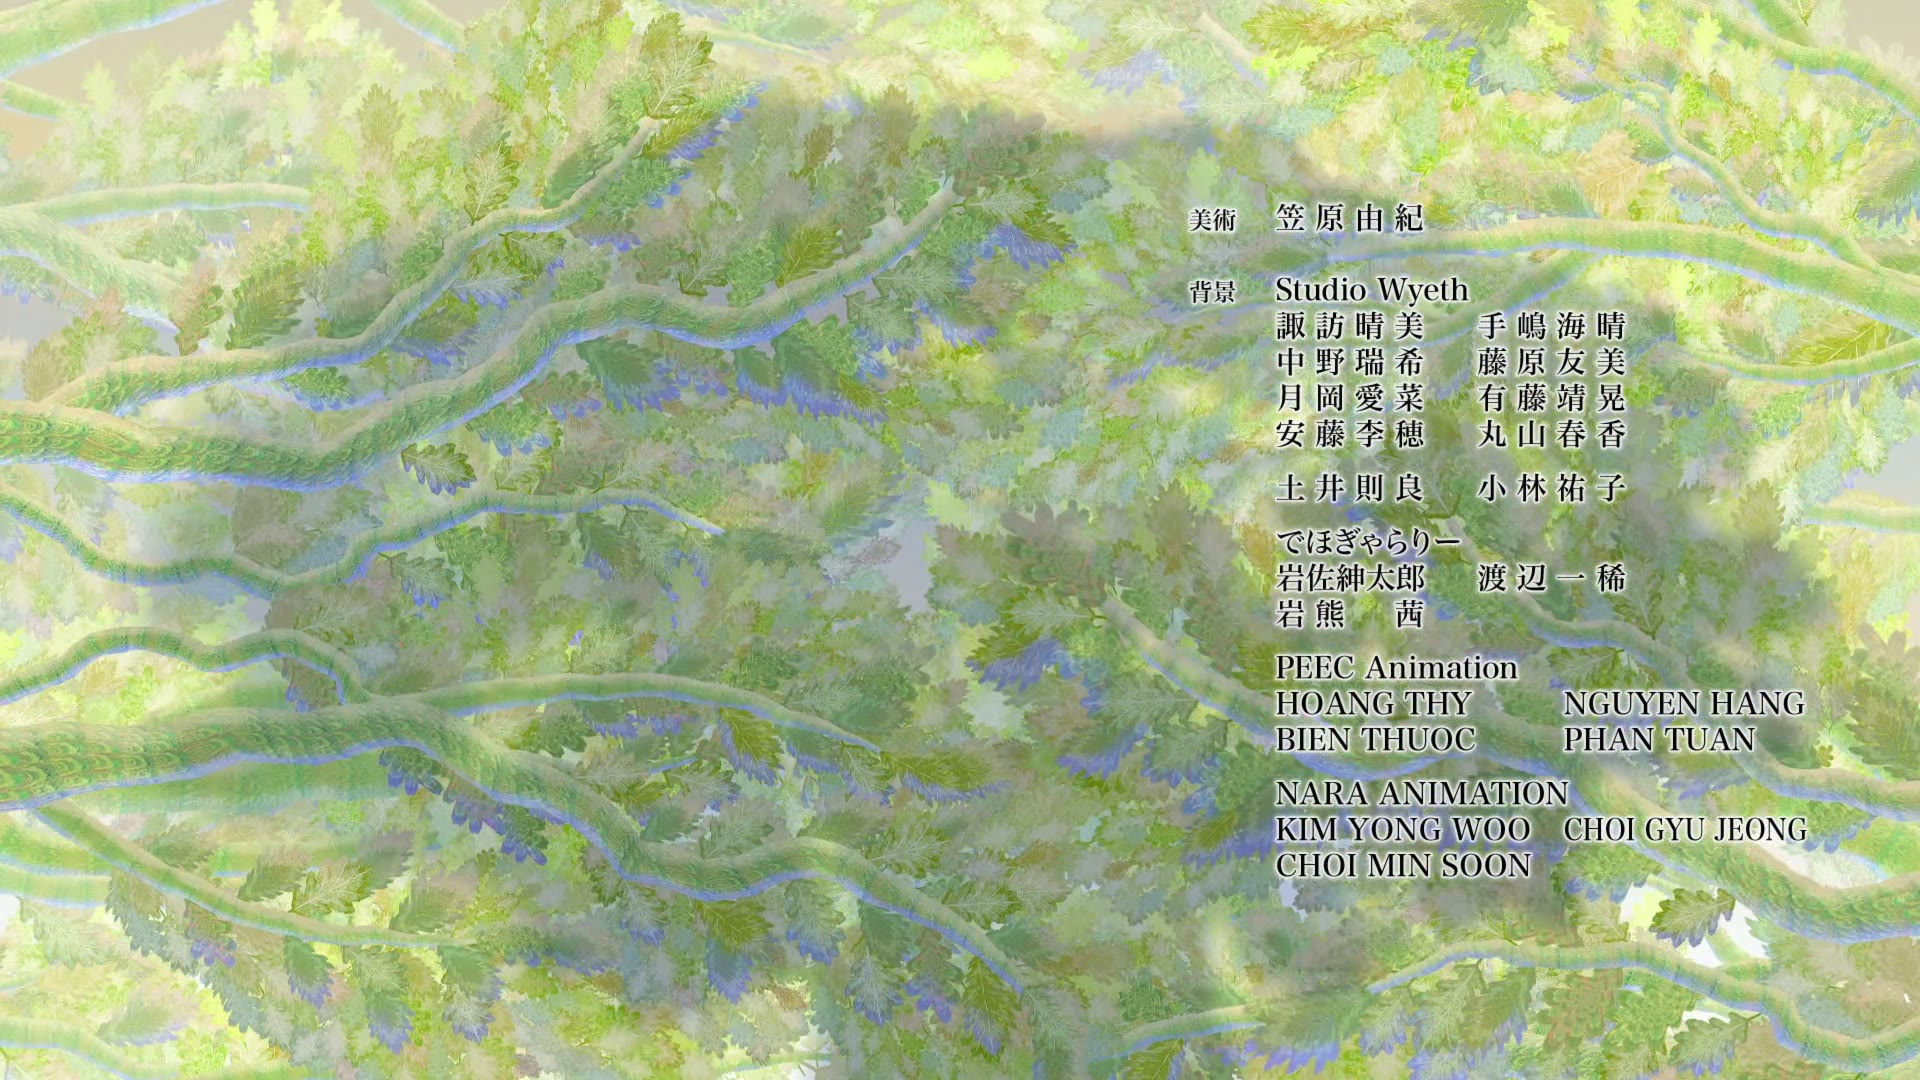 美術 笠原由紀
背景 Studio Wyeth
諏訪晴美 手嶋海晴
中野瑞希 藤原友美
月岡愛菜 有藤靖晃
安藤李穂 丸山春香
土井則良 小林祐子
でほぎゃらりー
岩佐紳太郎 渡辺一稀
岩熊 茜
PEEC Animation
HOANG THY NGUYEN HANG
BIEN THUOC PHAN TUAN
NARA ANIMATION
KIM YONG WOO CHOI GYU JEONG
CHOI MIN SOON